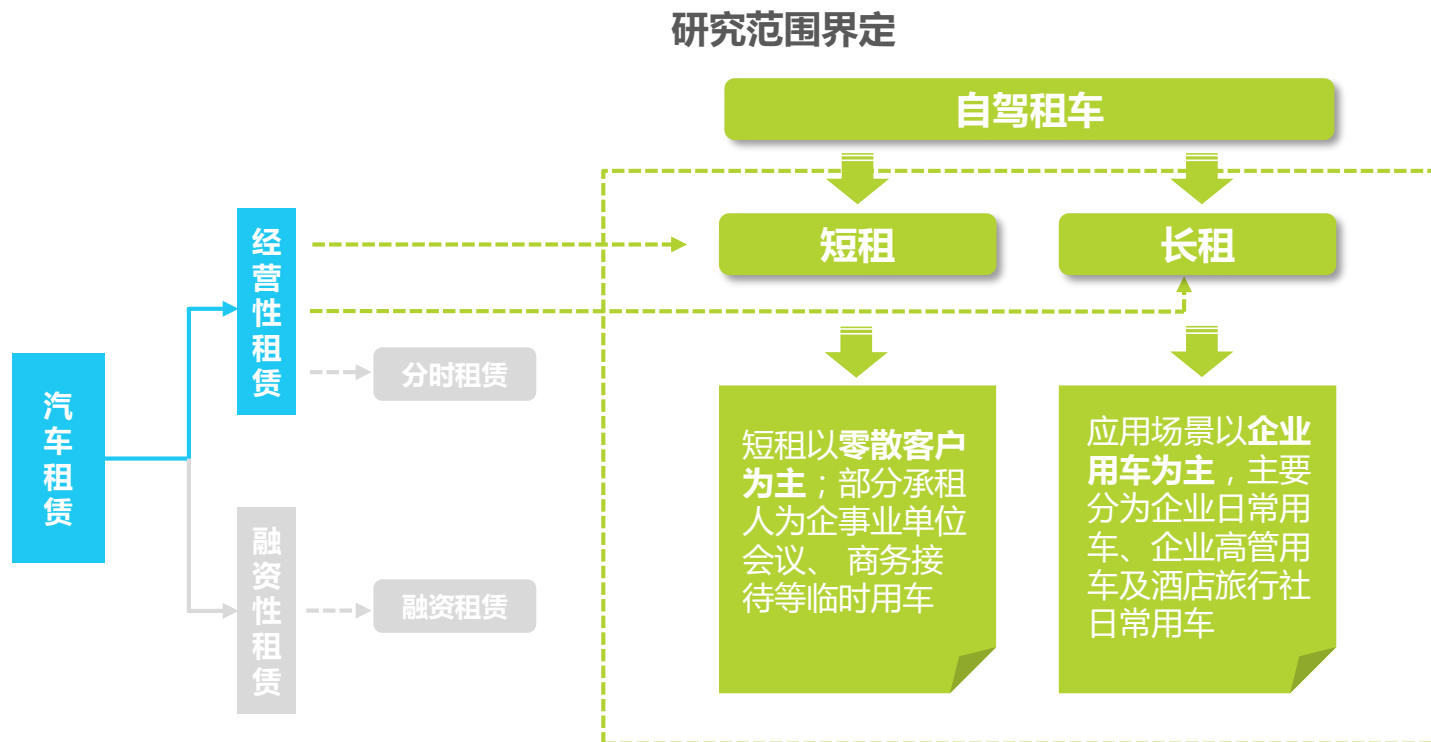 研究范围界定
自驾租车
短租
长租
经营性租赁
分时租赁
汽车租赁
融资性租赁
融资租赁
短租以零散客户
为主；部分承租
人为企事业单位
会议、 商务接
待等临时用车
应用场景以企业
用车为主，主要
分为企业日常用
车、企业高管用
车及酒店旅行社
日常用车